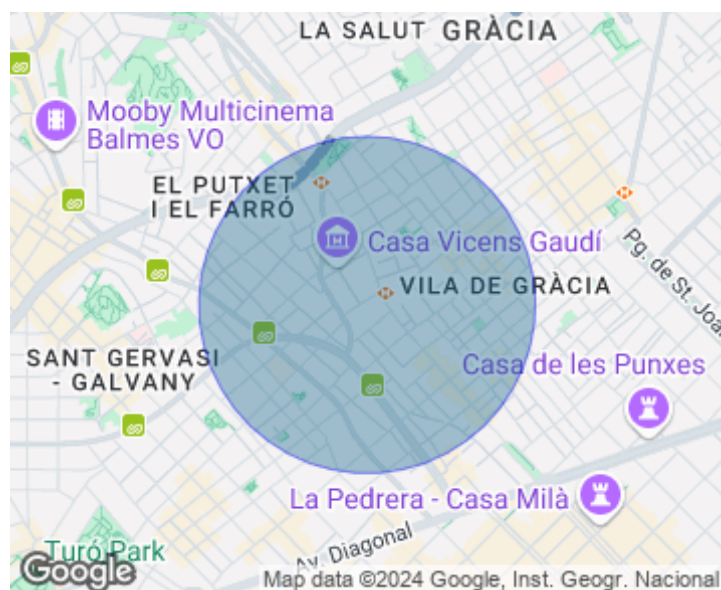 LA SALUT
GRÀCIA
Mooby Multicinema
Balmes VO
EL PUTXET
I EL FARRÓ
Casa Vicens Gaudí
VILA DE GRÀCIA
Pg. de St. Joa
SANT GERVASI
- GALVANY
Casa de les Punxes
La Pedrera - Casa Milà
Turó Park
Av. Diagonal
Google
Map data ©2024 Google, Inst. Geogr. Nacional